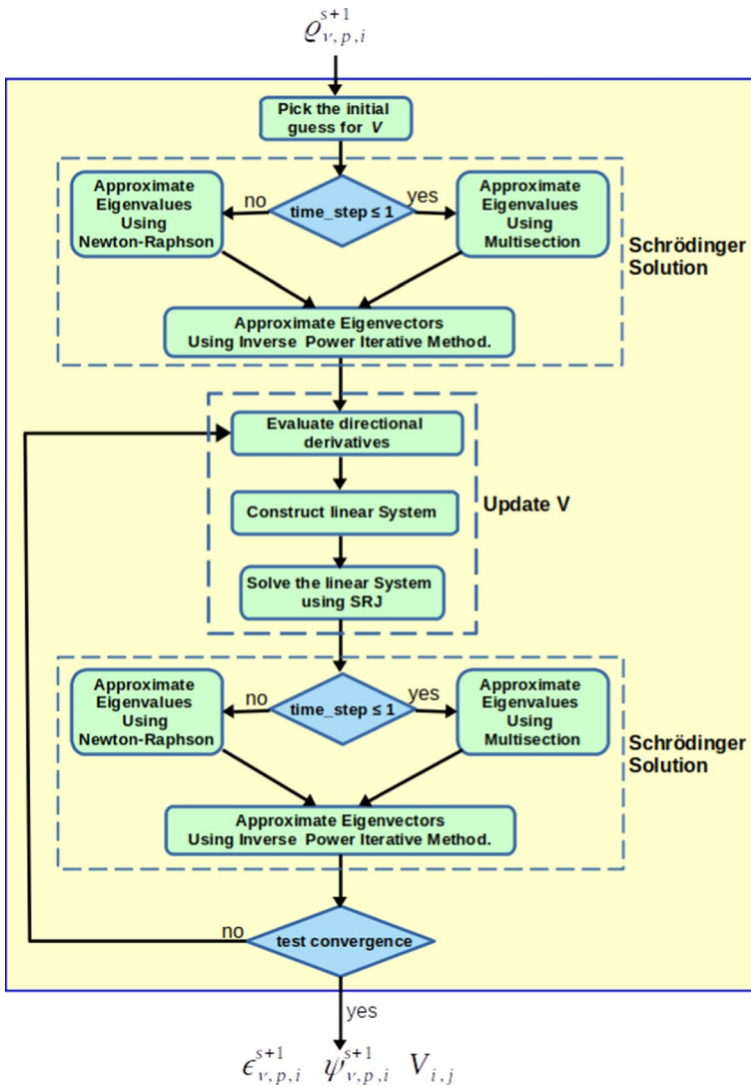 ϱ^{s+1}_{ν,p,i}
Pick the initial
guess for V
Approximate
Eigenvalues
Using
Newton-Raphson
no
time_step ≤ 1
yes
Approximate
Eigenvalues
Using
Multisection
Schrödinger
Solution
Approximate Eigenvectors
Using Inverse Power Iterative Method.
Evaluate directional
derivatives
Construct linear System
Update V
Solve the linear System
using SRJ
Approximate
Eigenvalues
Using
Newton-Raphson
no
time_step ≤ 1
yes
Approximate
Eigenvalues
Using
Multisection
Schrödinger
Solution
Approximate Eigenvectors
Using Inverse Power Iterative Method.
no
test convergence
yes
ϵ^{s+1}_{ν,p,i} ψ^{s+1}_{ν,p,i} V_{i,j}